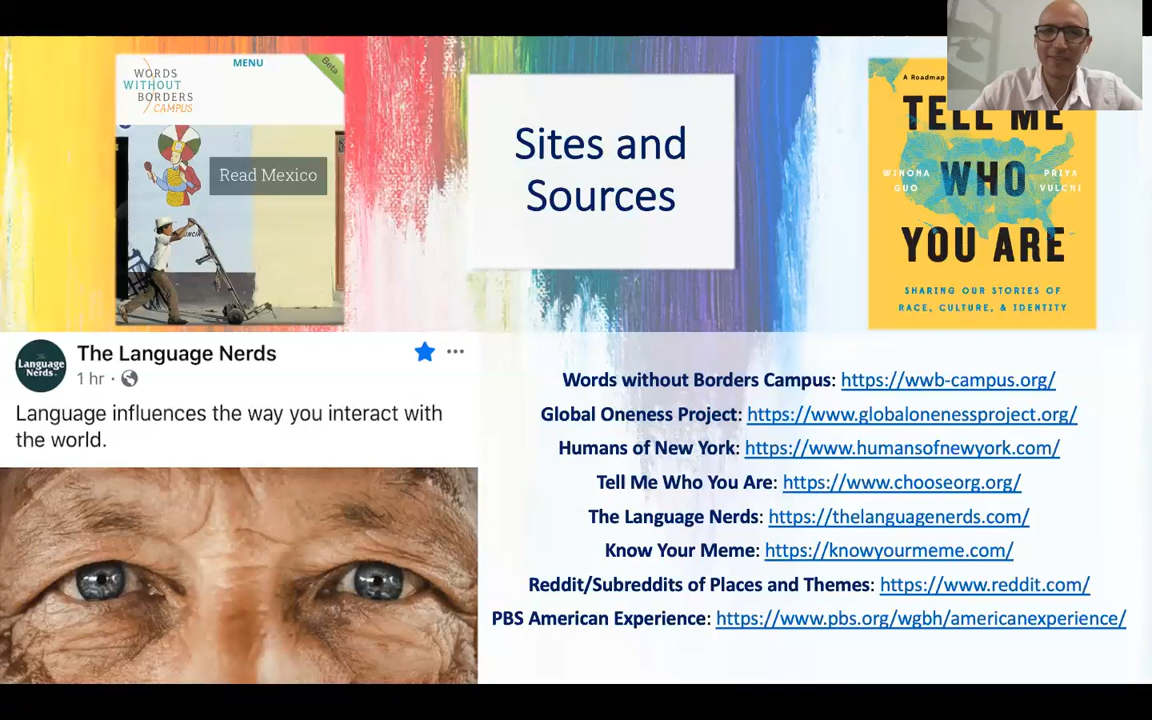 WORDS
WITHOUT
BORDERS
CAMPUS
MENU
Beta
Read Mexico
Sites and
Sources
A Roadmap
TELL ME
WINONA
GUO
WHO
PRIYA
VULCHI
YOU ARE
SHARING OUR STORIES OF
RACE, CULTURE, & IDENTITY
The Language Nerds
1 hr
The
Language
Nerds
Language influences the way you interact with
the world.
Words without Borders Campus: https://wwb-campus.org/
Global Oneness Project: https://www.globalonenessproject.org/
Humans of New York: https://www.humansofnewyork.com/
Tell Me Who You Are: https://www.chooseorg.org/
The Language Nerds: https://thelanguagenerds.com/
Know Your Meme: https://knowyourmeme.com/
Reddit/Subreddits of Places and Themes: https://www.reddit.com/
PBS American Experience: https://www.pbs.org/wgbh/americanexperience/